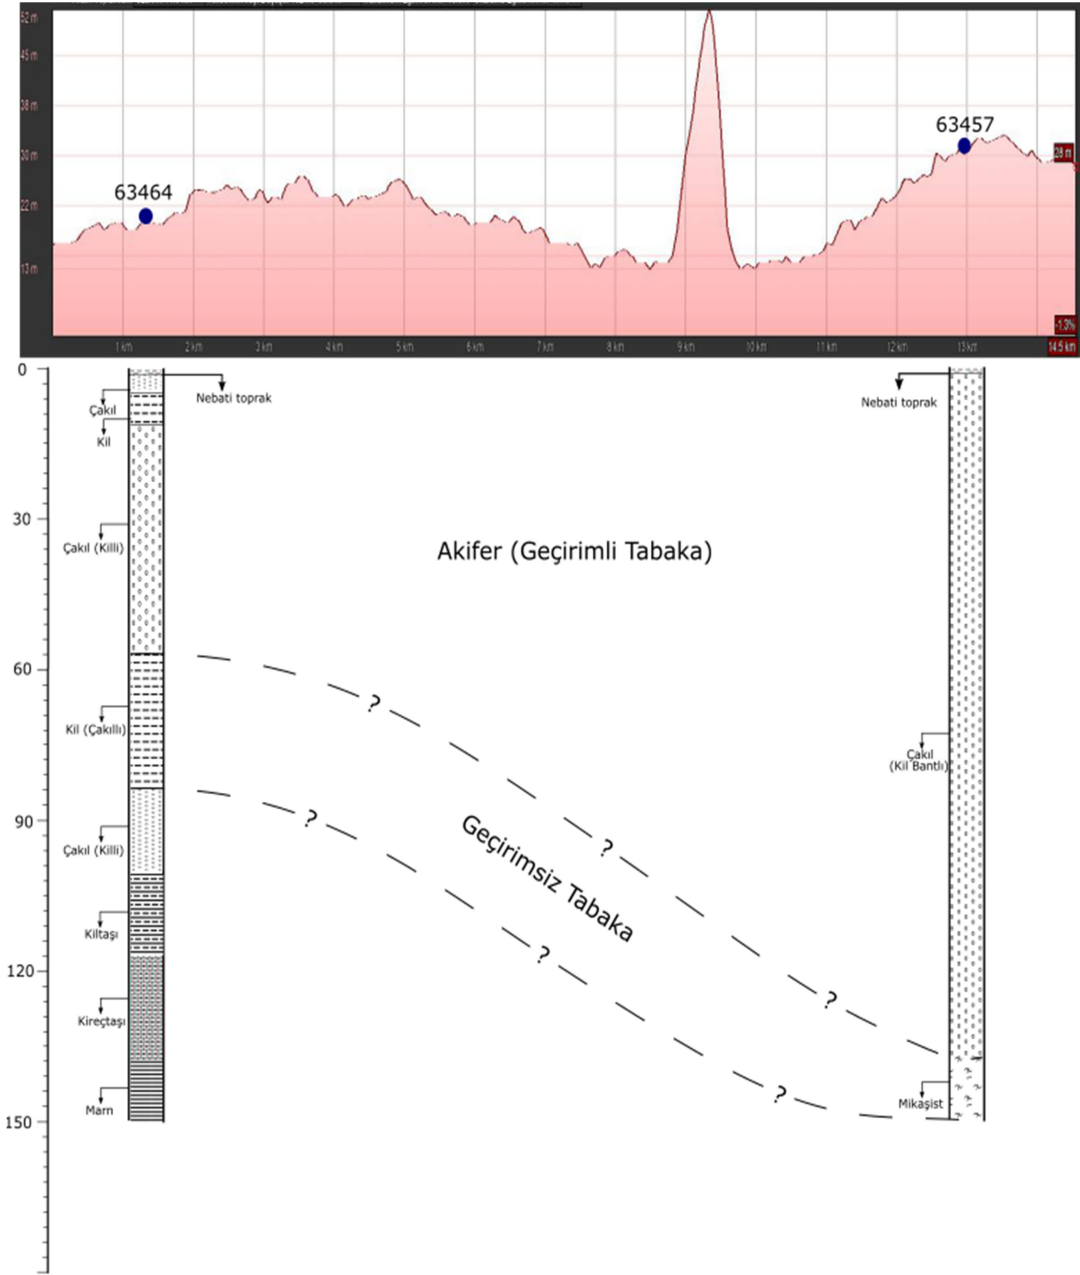 52 m
45 m
38 m
30 m
22 m
13 m
63464
63457
28 m
-1.3%
1 km
2 km
3 km
4 km
5 km
6 km
7 km
8 km
9 km
10 km
11 km
12 km
13 km
14.5 km
0
30
60
90
120
150
Nebati toprak
Çakıl
Kil
Çakıl (Killi)
Kil (Çakıllı)
Çakıl (Killi)
Kiltaşı
Kireçtaşı
Marn
Akifer (Geçirimli Tabaka)
?
?
?
Geçirimsiz Tabaka
?
?
?
Nebati toprak
Çakıl
(Kil Bantlı)
Mikaşist